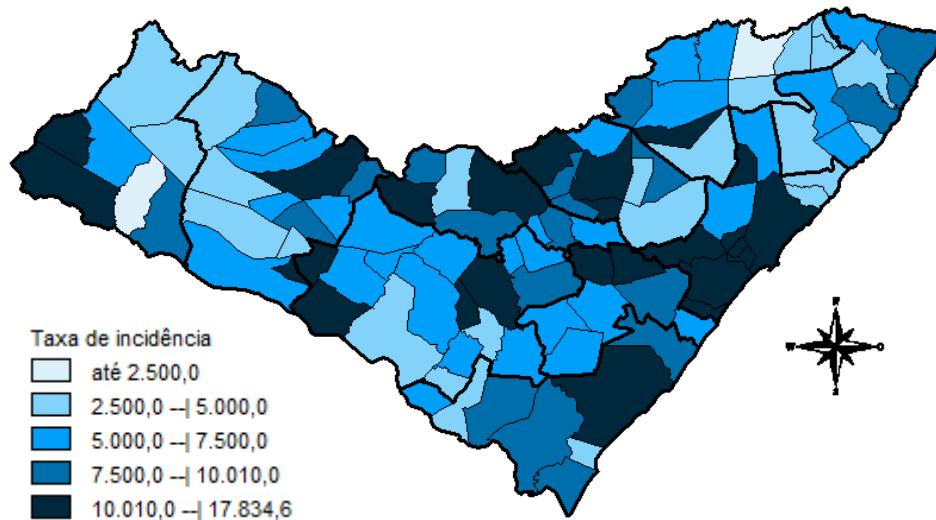 Taxa de incidência
até 2.500,0
2.500,0 --| 5.000,0
5.000,0 --| 7.500,0
7.500,0 --| 10.010,0
10.010,0 --| 17.834,6